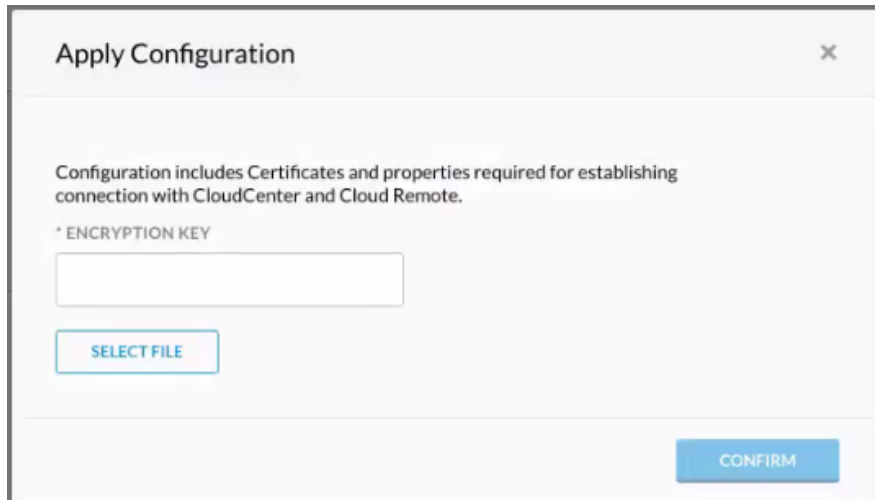 Apply Configuration
Configuration includes Certificates and properties required for establishing
connection with CloudCenter and Cloud Remote.
* ENCRYPTION KEY
SELECT FILE
CONFIRM